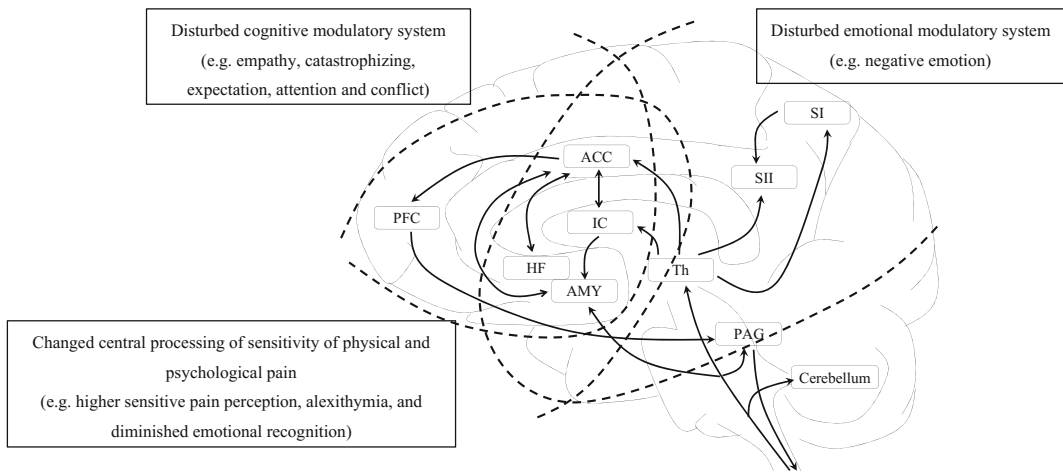 Disturbed cognitive modulatory system
(e.g. empathy, catastrophizing,
expectation, attention and conflict)
Disturbed emotional modulatory system
(e.g. negative emotion)
SI
ACC
SII
PFC
IC
HF
Th
AMY
PAG
Changed central processing of sensitivity of physical and
psychological pain
(e.g. higher sensitive pain perception, alexithymia, and
diminished emotional recognition)
Cerebellum